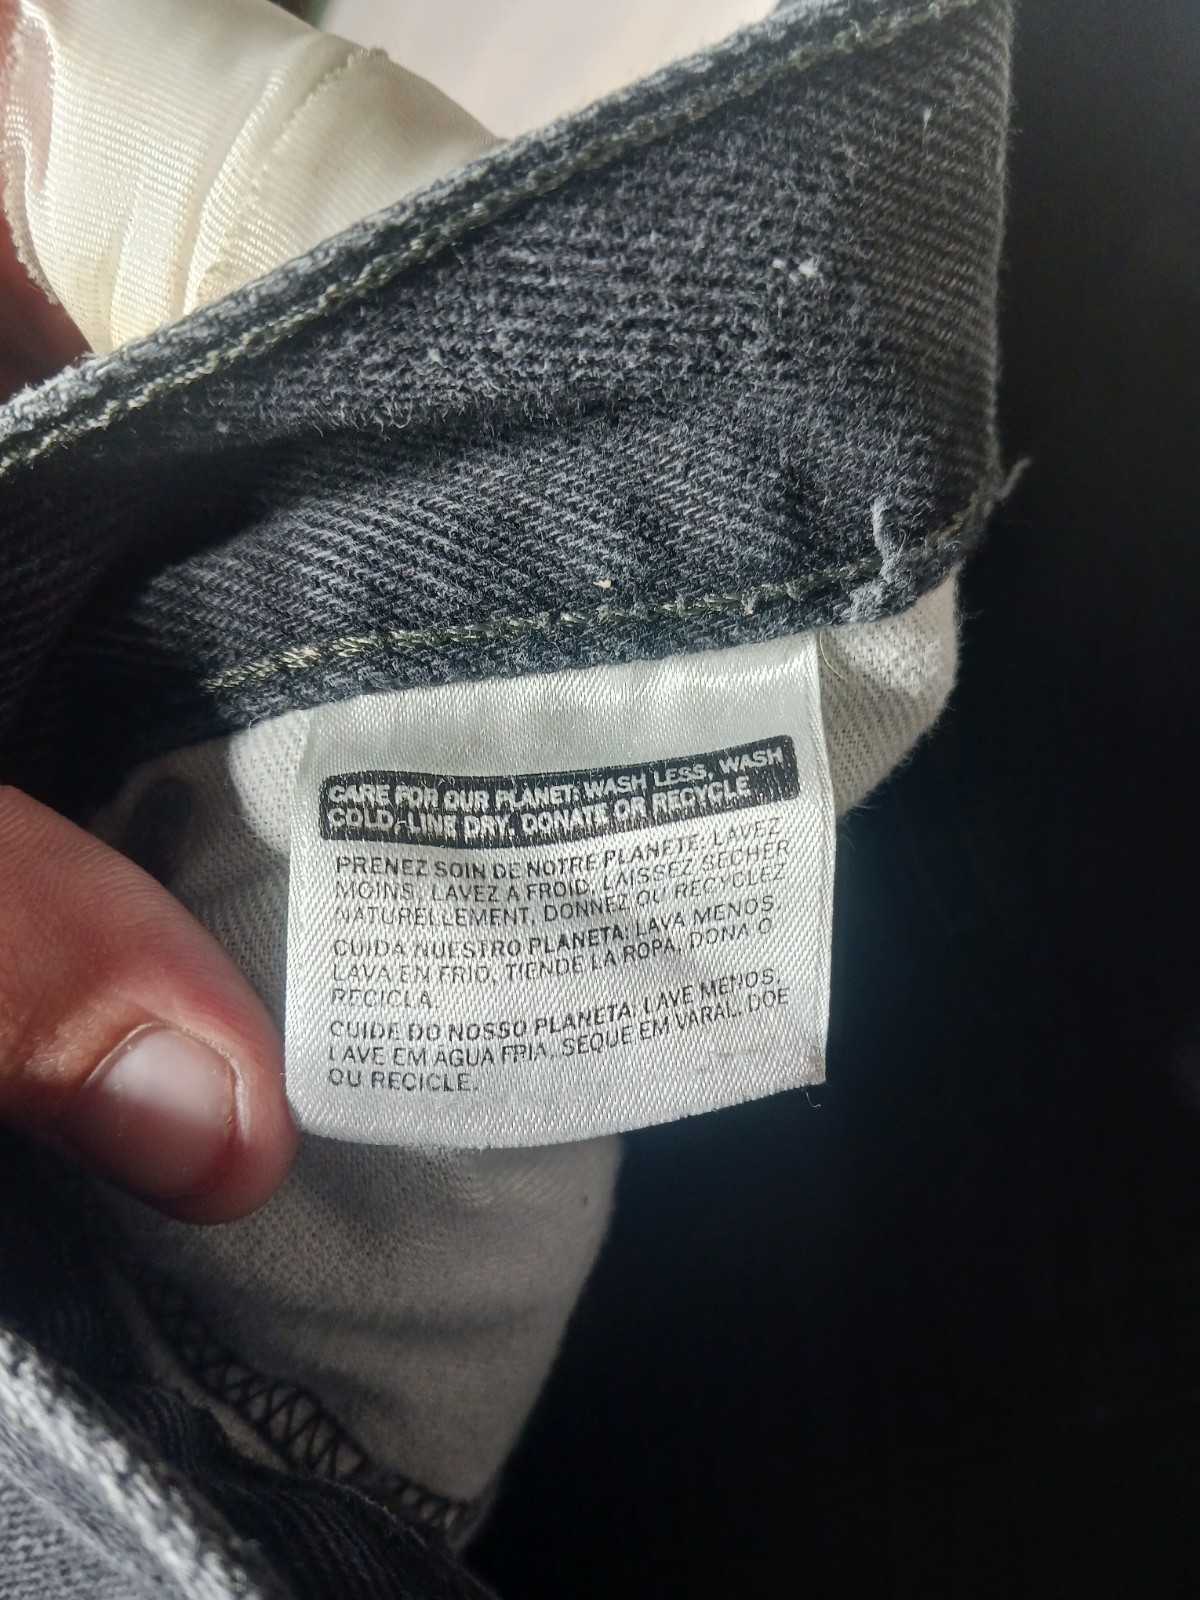 CARE FOR OUR PLANET: WASH LESS, WASH
COLD, LINE DRY, DONATE OR RECYCLE
PRENEZ SOIN DE NOTRE PLANÈTE: LAVEZ
MOINS, LAVEZ À FROID, LAISSEZ SÉCHER
NATURELLEMENT, DONNEZ OU RECYCLEZ
CUIDA NUESTRO PLANETA: LAVA MENOS,
LAVA EN FRIO, TIENDE LA ROPA, DONA O
RECICLA.
CUIDE DO NOSSO PLANETA: LAVE MENOS,
LAVE EM AGUA FRIA. SEQUE EM VARAL. DOE
OU RECICLE.